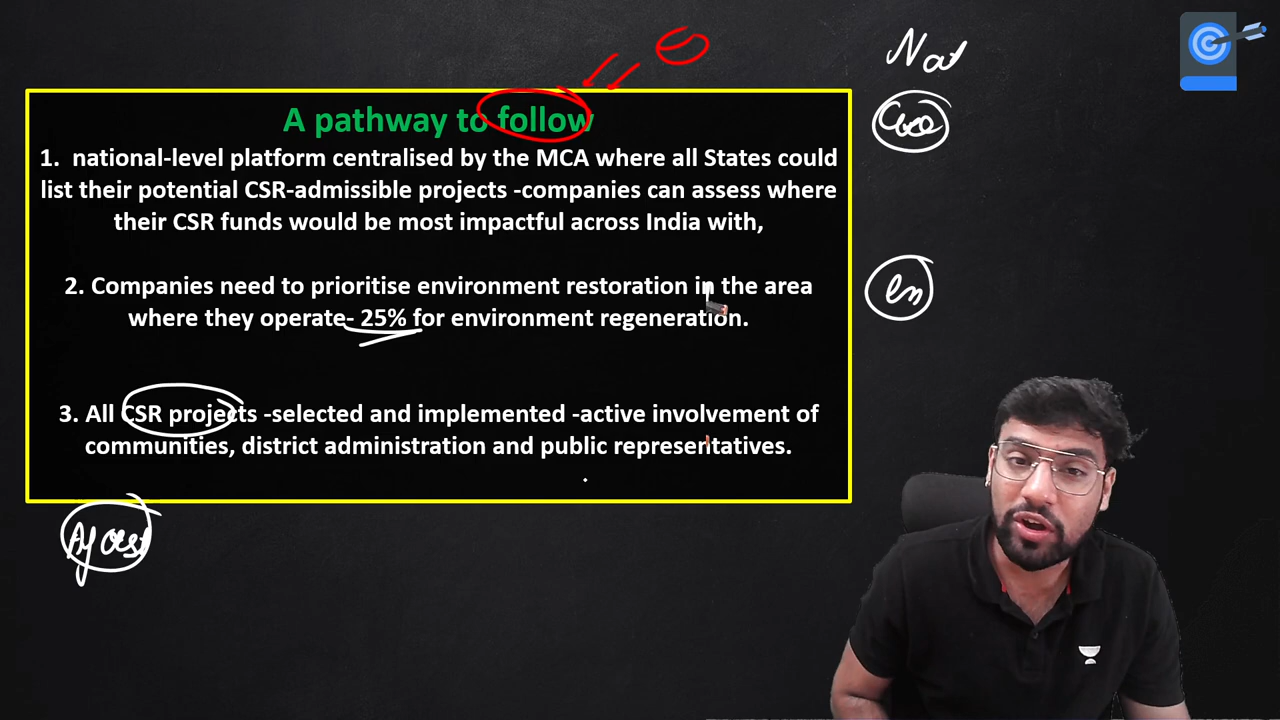 Nat
A pathway to follow
1. national-level platform centralised by the MCA where all States could
list their potential CSR-admissible projects -companies can assess where
their CSR funds would be most impactful across India with,
2. Companies need to prioritise environment restoration in the area
where they operate- 25% for environment regeneration.
en
3. All CSR projects -selected and implemented -active involvement of
communities, district administration and public representatives.